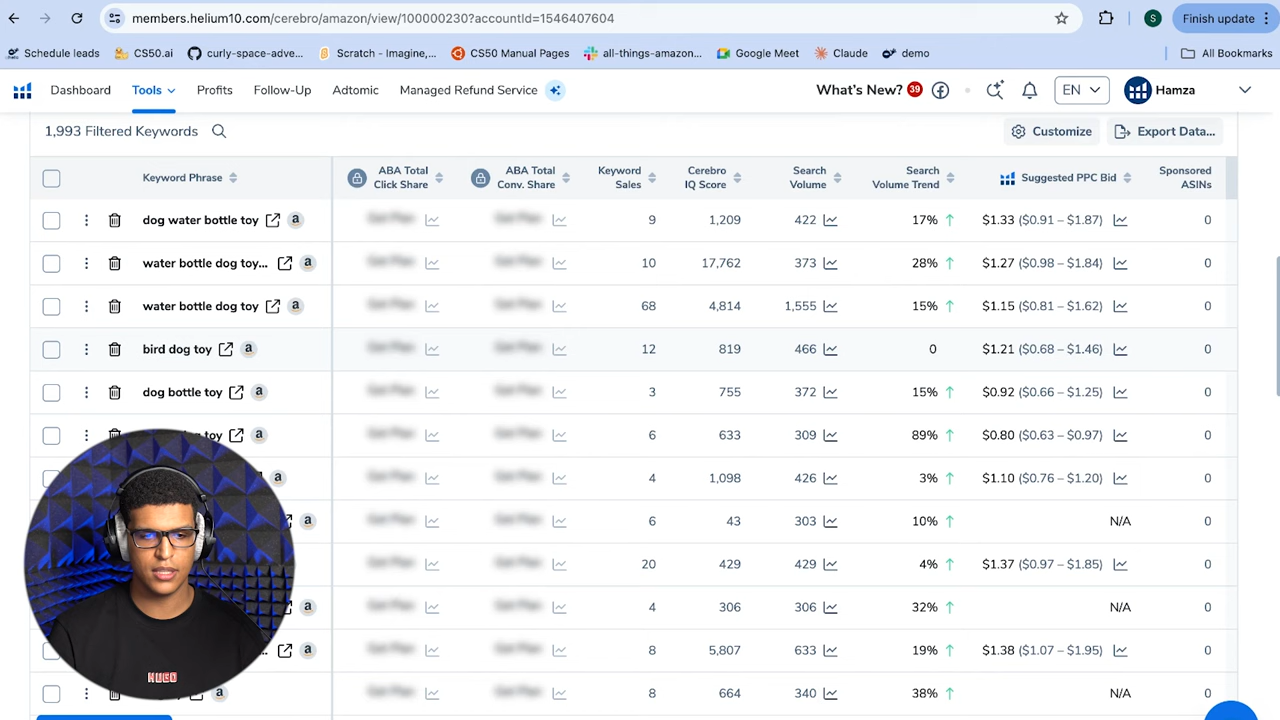 members.helium10.com/cerebro/amazon/view/100000230?accountId=1546407604
S
Finish update
Schedule leads
CS50.ai
curly-space-adve...
Scratch - Imagine,...
CS50 Manual Pages
all-things-amazon...
Google Meet
Claude
demo
All Bookmarks
Dashboard
Tools
Profits
Follow-Up
Adtomic
Managed Refund Service
What's New? 39
EN
Hamza
1,993 Filtered Keywords
Customize
Export Data...
Keyword Phrase
ABA Total Click Share
ABA Total Conv. Share
Keyword Sales
Cerebro IQ Score
Search Volume
Search Volume Trend
Suggested PPC Bid
Sponsored ASINs
dog water bottle toy a 9 1,209 422 17% $1.33 ($0.91 – $1.87) 0
water bottle dog toy... a 10 17,762 373 28% $1.27 ($0.98 – $1.84) 0
water bottle dog toy a 68 4,814 1,555 15% $1.15 ($0.81 – $1.62) 0
bird dog toy a 12 819 466 0 $1.21 ($0.68 – $1.46) 0
dog bottle toy a 3 755 372 15% $0.92 ($0.66 – $1.25) 0
toy a 6 633 309 89% $0.80 ($0.63 – $0.97) 0
a 4 1,098 426 3% $1.10 ($0.76 – $1.20) 0
a 6 43 303 10% N/A 0
a 20 429 429 4% $1.37 ($0.97 – $1.85) 0
a 4 306 306 32% N/A 0
a 8 5,807 633 19% $1.38 ($1.07 – $1.95) 0
a 8 664 340 38% N/A 0